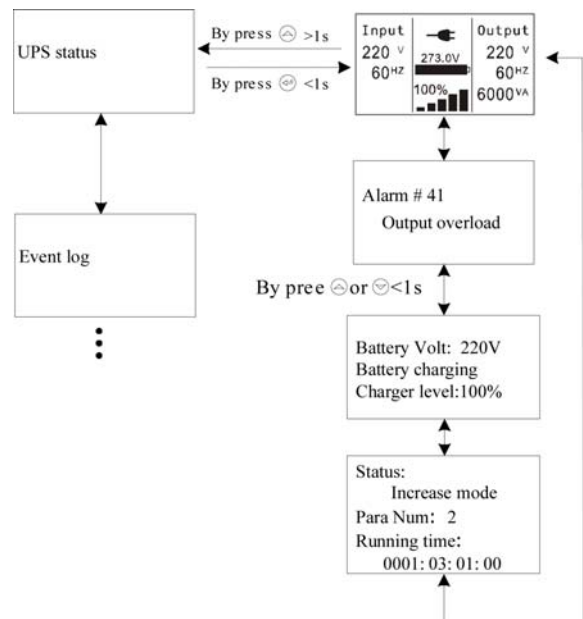 UPS status
By press >1s
By press <1s
Input
220 V
60HZ
273.0V
100%
Output
220 V
60HZ
6000VA
Alarm # 41
Output overload
Event log
By pree or <1s
Battery Volt: 220V
Battery charging
Charger level:100%
Status:
Increase mode
Para Num: 2
Running time:
0001: 03: 01: 00